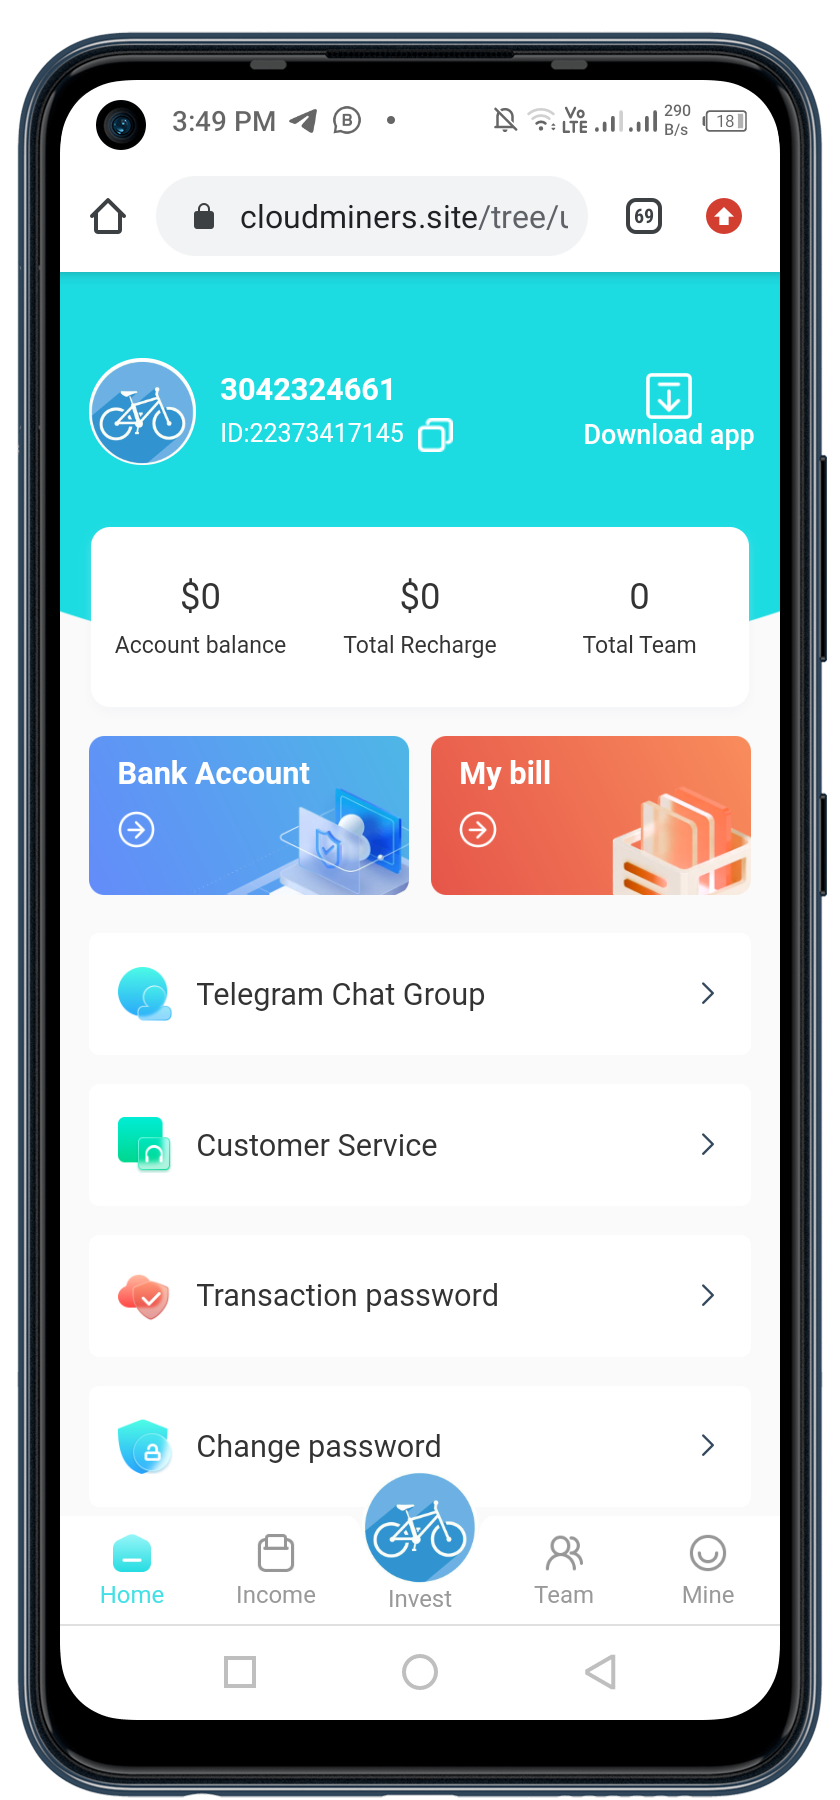 3:49 PM
Vo
LTE
290
B/s
18
cloudminers.site/tree/u
69
3042324661
ID:22373417145
Download app
$0
$0
0
Account balance
Total Recharge
Total Team
Bank Account
My bill
Telegram Chat Group
Customer Service
Transaction password
Change password
Home
Income
Invest
Team
Mine